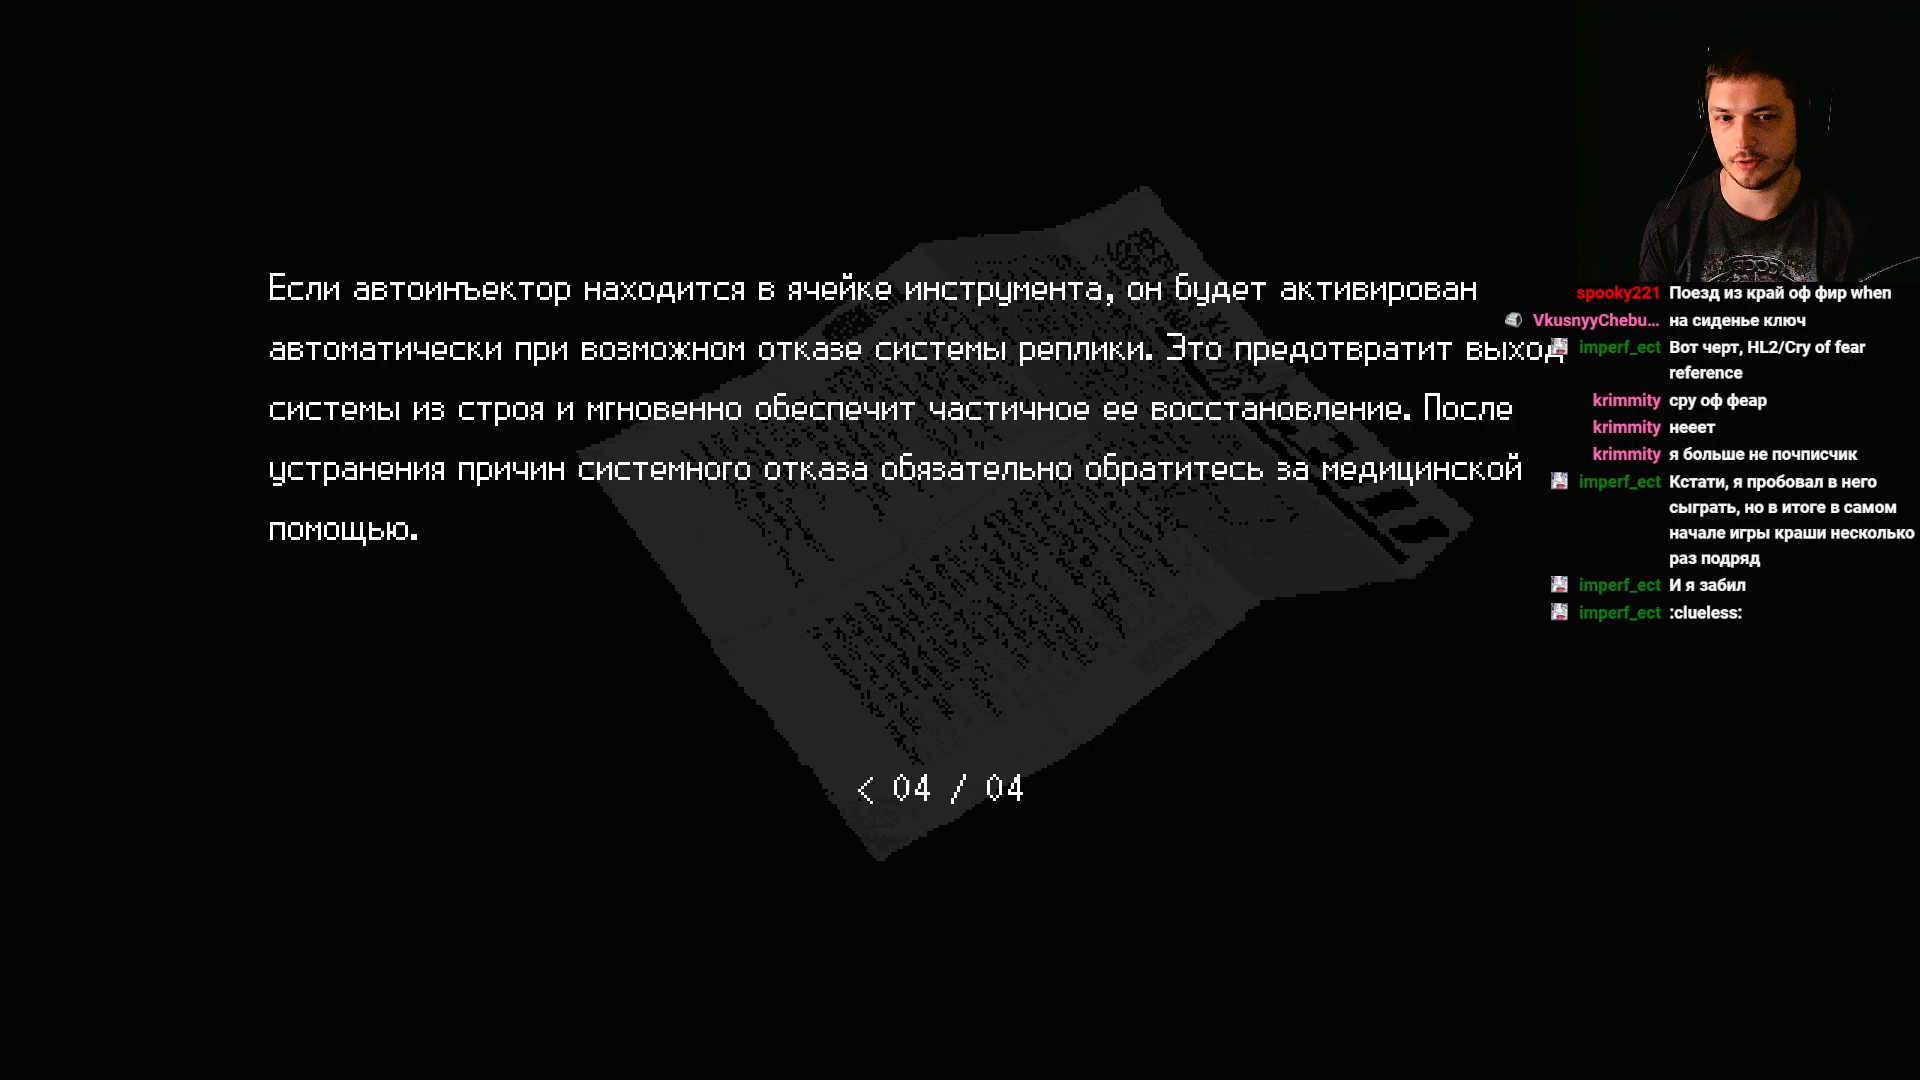 Если автоинъектор находится в ячейке инструмента, он будет активирован
автоматически при возможном отказе системы реплики. Это предотвратит выход
системы из строя и мгновенно обеспечит частичное ее восстановление. После
устранения причин системного отказа обязательно обратитесь за медицинской
помощью.
< 04 / 04
spooky221 Поезд из край оф фир when
VkusnyyChebu... на сиденье ключ
imperf_ect Вот черт, HL2/Cry of fear
reference
krimmity сру оф феар
krimmity нееет
krimmity я больше не почписчик
imperf_ect Кстати, я пробовал в него
сыграть, но в итоге в самом
начале игры краши несколько
раз подряд
imperf_ect И я забил
imperf_ect :clueless: